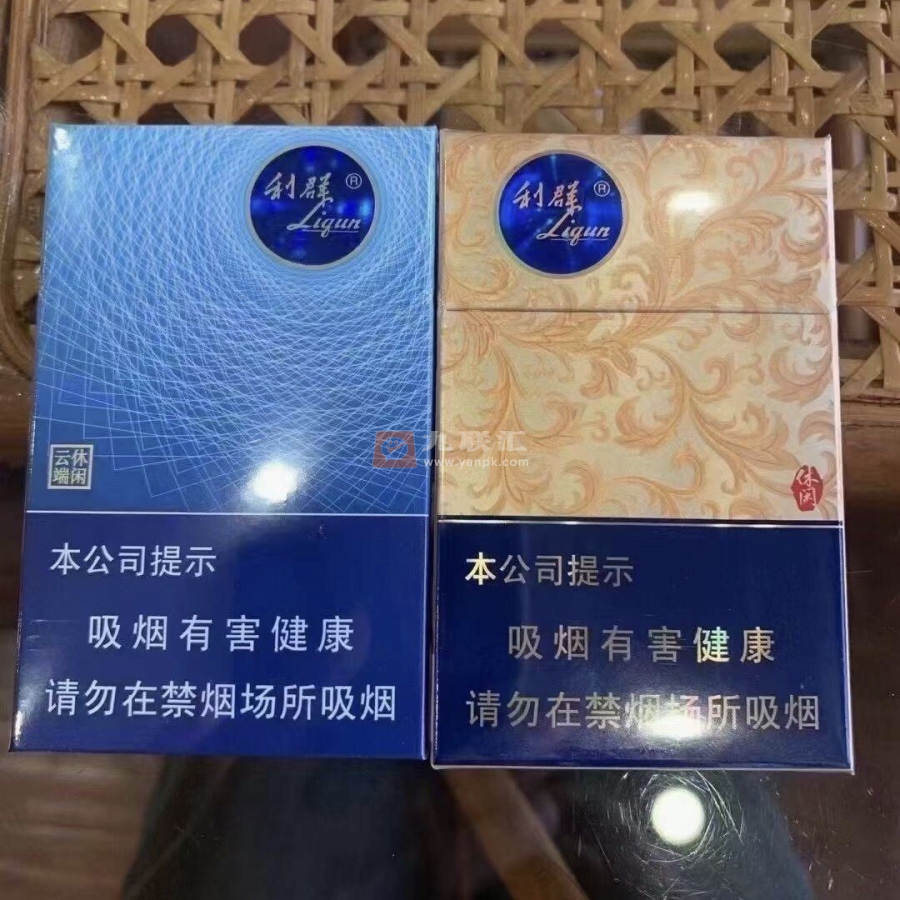 利群®
Liqun
休闲
云端
本公司提示
吸烟有害健康
请勿在禁烟场所吸烟
利群®
Liqun
休闲
本公司提示
吸烟有害健康
请勿在禁烟场所吸烟
九联汇
www.yanpk.com